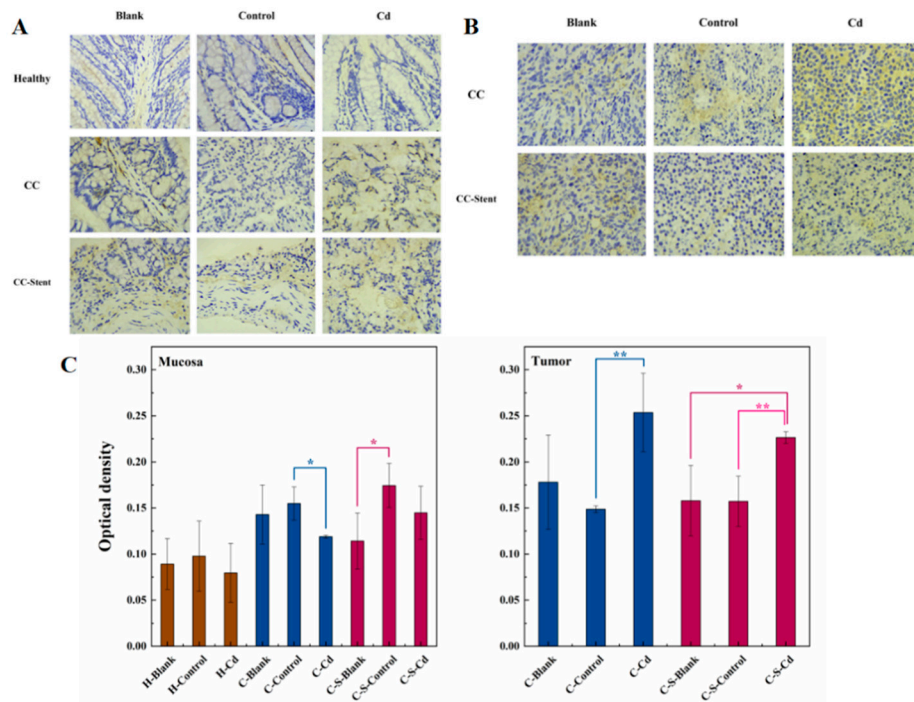 A
Blank Control Cd
Healthy
CC
CC-Stent
B
Blank Control Cd
CC
CC-Stent
C
Mucosa
Optical density
0.30
0.25
0.20
0.15
0.10
0.05
0.00
*
*
H-Blank H-Control H-Cd C-Blank C-Control C-Cd C-S-Blank C-S-Control C-S-Cd
Tumor
0.30
0.25
0.20
0.15
0.10
0.05
0.00
**
*
**
C-Blank C-Control C-Cd C-S-Blank C-S-Control C-S-Cd